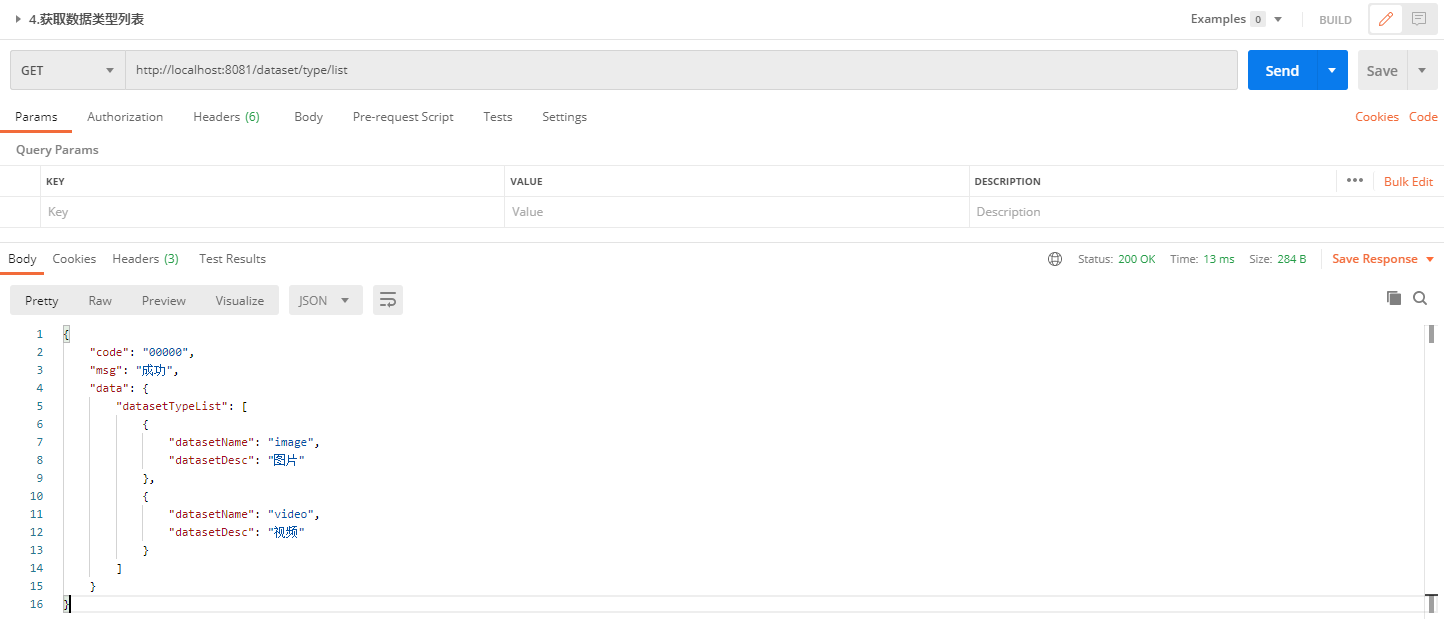 4.获取数据类型列表 Examples 0 BUILD
GET http://localhost:8081/dataset/type/list Send Save
Params Authorization Headers (6) Body Pre-request Script Tests Settings Cookies Code
Query Params
KEY VALUE DESCRIPTION ••• Bulk Edit
Key Value Description
Body Cookies Headers (3) Test Results Status: 200 OK Time: 13 ms Size: 284 B Save Response
Pretty Raw Preview Visualize JSON
1 {
2 "code": "00000",
3 "msg": "成功",
4 "data": {
5 "datasetTypeList": [
6 {
7 "datasetName": "image",
8 "datasetDesc": "图片"
9 },
10 {
11 "datasetName": "video",
12 "datasetDesc": "视频"
13 }
14 ]
15 }
16 }